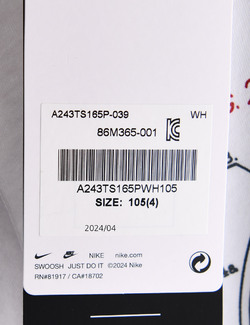 A243TS165P-039 WH
86M365-001
A243TS165PWH105
SIZE: 105(4)
2024/04
NIKE nike.com
SWOOSH JUST DO IT ©2024 Nike
RN#81917 / CA#18702